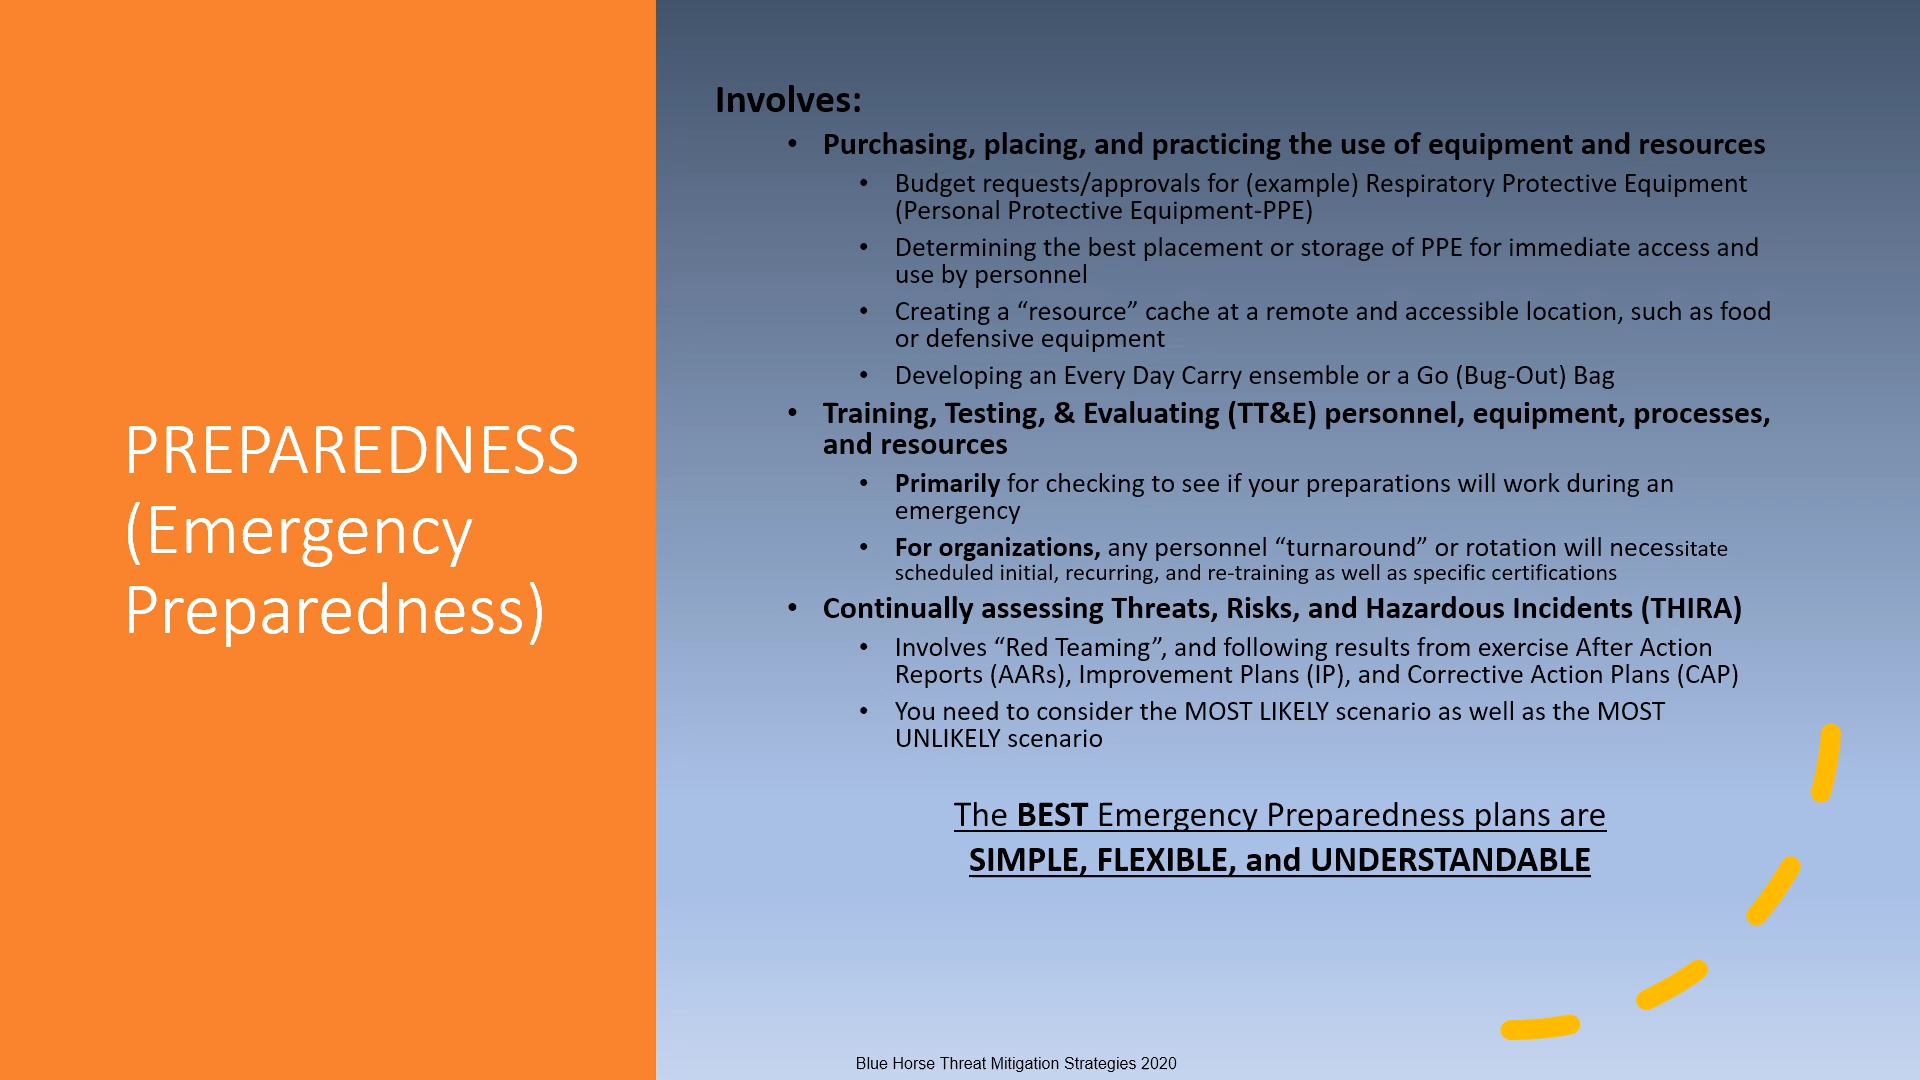 PREPAREDNESS
(Emergency
Preparedness)
Involves:
• Purchasing, placing, and practicing the use of equipment and resources
• Budget requests/approvals for (example) Respiratory Protective Equipment
(Personal Protective Equipment-PPE)
• Determining the best placement or storage of PPE for immediate access and
use by personnel
• Creating a “resource” cache at a remote and accessible location, such as food
or defensive equipment
• Developing an Every Day Carry ensemble or a Go (Bug-Out) Bag
• Training, Testing, & Evaluating (TT&E) personnel, equipment, processes,
and resources
• Primarily for checking to see if your preparations will work during an
emergency
• For organizations, any personnel “turnaround” or rotation will necessitate
scheduled initial, recurring, and re-training as well as specific certifications
• Continually assessing Threats, Risks, and Hazardous Incidents (THIRA)
• Involves “Red Teaming”, and following results from exercise After Action
Reports (AARs), Improvement Plans (IP), and Corrective Action Plans (CAP)
• You need to consider the MOST LIKELY scenario as well as the MOST
UNLIKELY scenario
The BEST Emergency Preparedness plans are
SIMPLE, FLEXIBLE, and UNDERSTANDABLE
Blue Horse Threat Mitigation Strategies 2020